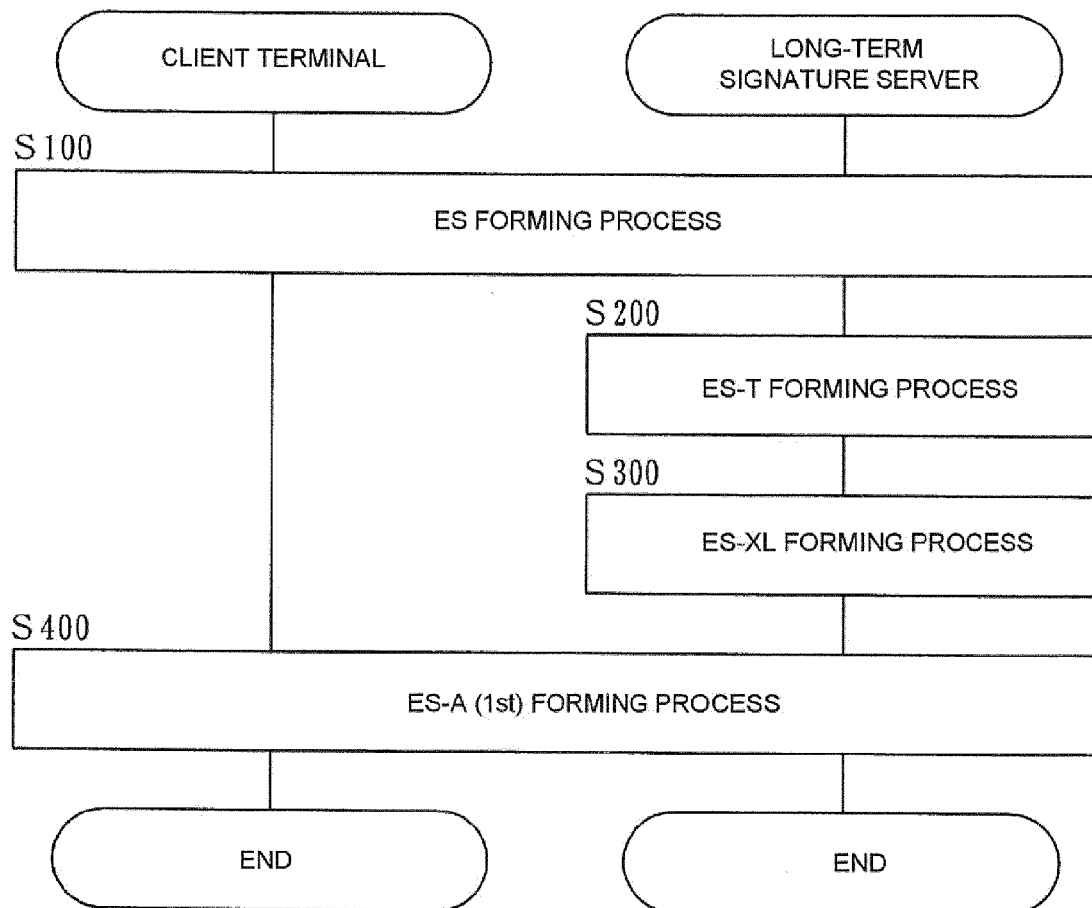 CLIENT TERMINAL
LONG-TERM
SIGNATURE SERVER
S100
ES FORMING PROCESS
S200
ES-T FORMING PROCESS
S300
ES-XL FORMING PROCESS
S400
ES-A (1st) FORMING PROCESS
END
END